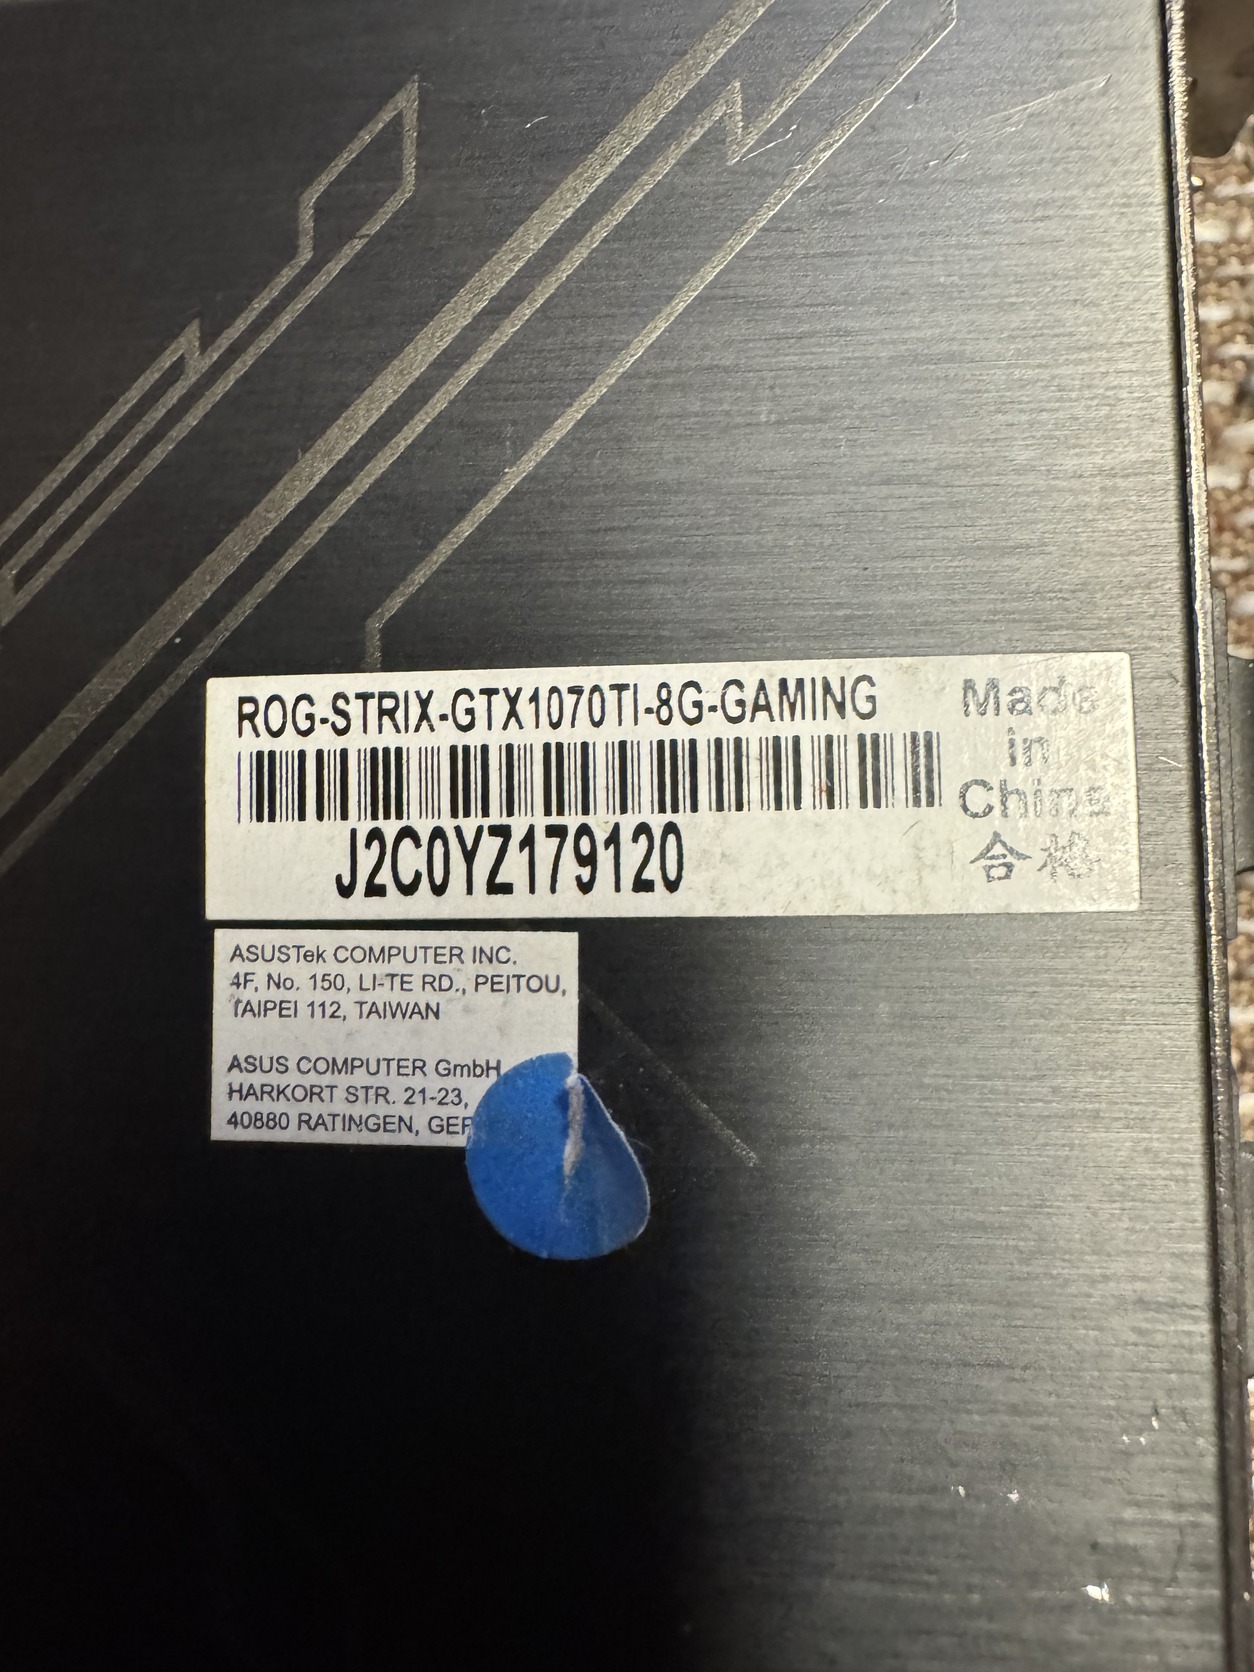 ROG-STRIX-GTX1070TI-8G-GAMING
J2C0YZ179120
Made
in
China
合格
ASUSTek COMPUTER INC.
4F, No. 150, LI-TE RD., PEITOU,
TAIPEI 112, TAIWAN
ASUS COMPUTER GmbH
HARKORT STR. 21-23,
40880 RATINGEN,